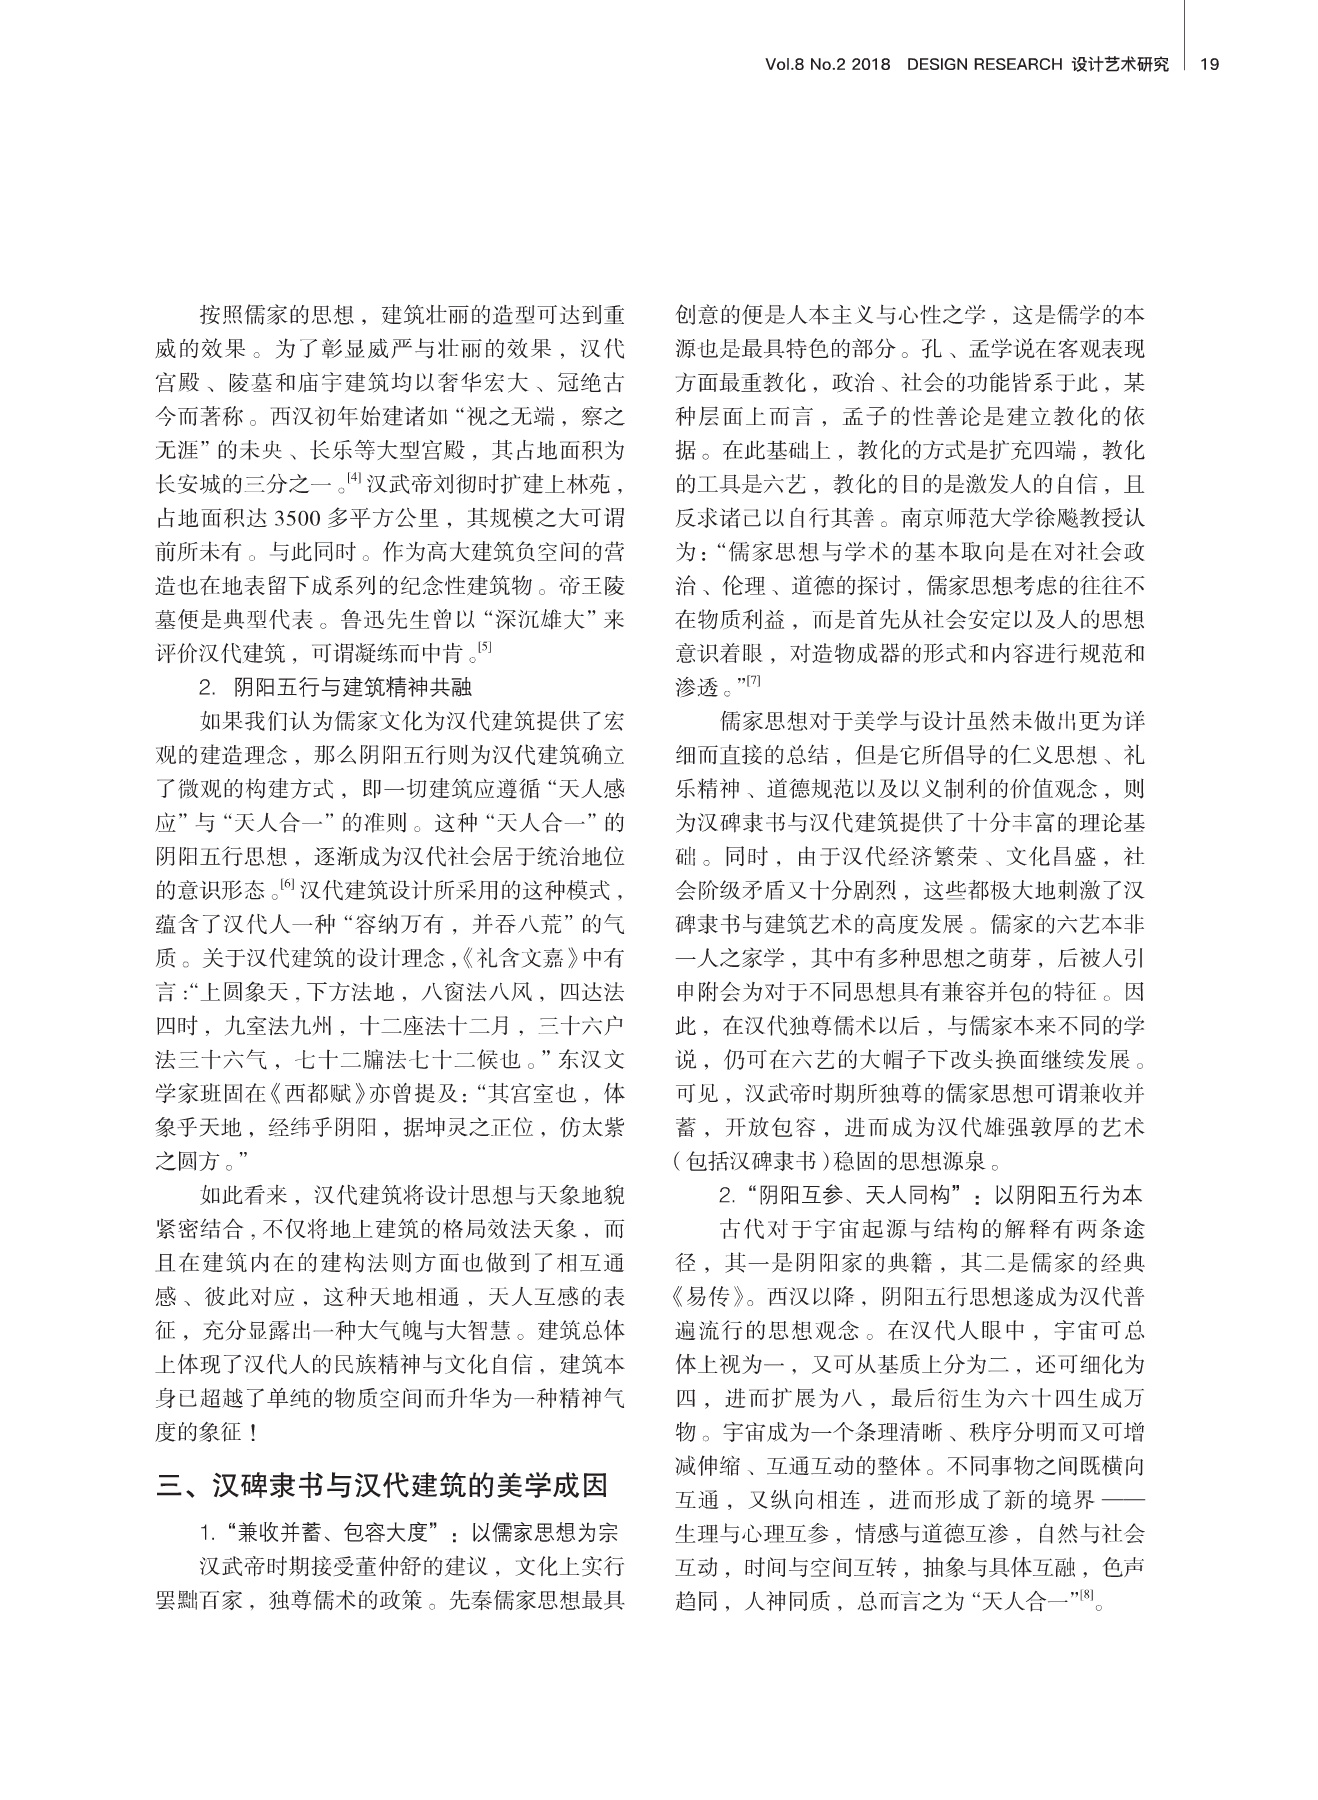 Vol.8 No.2 2018 DESIGN RESEARCH 设计艺术研究 19
按照儒家的思想，建筑壮丽的造型可达到重
威的效果。为了彰显威严与壮丽的效果，汉代
宫殿、陵墓和庙宇建筑均以奢华宏大、冠绝古
今而著称。西汉初年始建诸如“视之无端，察之
无涯”的未央、长乐等大型宫殿，其占地面积为
长安城的三分之一。[4]汉武帝刘彻时扩建上林苑，
占地面积达 3500 多平方公里，其规模之大可谓
前所未有。与此同时。作为高大建筑负空间的营
造也在地表留下成系列的纪念性建筑物。帝王陵
墓便是典型代表。鲁迅先生曾以“深沉雄大”来
评价汉代建筑，可谓凝练而中肯。[5]
2. 阴阳五行与建筑精神共融
如果我们认为儒家文化为汉代建筑提供了宏
观的建造理念，那么阴阳五行则为汉代建筑确立
了微观的构建方式，即一切建筑应遵循“天人感
应”与“天人合一”的准则。这种“天人合一”的
阴阳五行思想，逐渐成为汉代社会居于统治地位
的意识形态。[6]汉代建筑设计所采用的这种模式，
蕴含了汉代人一种“容纳万有，并吞八荒”的气
质。关于汉代建筑的设计理念，《礼含文嘉》中有
言：“上圆象天，下方法地，八窗法八风，四达法
四时，九室法九州，十二座法十二月，三十六户
法三十六气，七十二牖法七十二候也。”东汉文
学家班固在《西都赋》亦曾提及：“其宫室也，体
象乎天地，经纬乎阴阳，据坤灵之正位，仿太紫
之圆方。”
如此看来，汉代建筑将设计思想与天象地貌
紧密结合，不仅将地上建筑的格局效法天象，而
且在建筑内在的建构法则方面也做到了相互通
感、彼此对应，这种天地相通，天人互感的表
征，充分显露出一种大气魄与大智慧。建筑总体
上体现了汉代人的民族精神与文化自信，建筑本
身已超越了单纯的物质空间而升华为一种精神气
度的象征！
三、汉碑隶书与汉代建筑的美学成因
1.“兼收并蓄、包容大度”：以儒家思想为宗
汉武帝时期接受董仲舒的建议，文化上实行
罢黜百家，独尊儒术的政策。先秦儒家思想最具
创意的便是人本主义与心性之学，这是儒学的本
源也是最具特色的部分。孔、孟学说在客观表现
方面最重教化，政治、社会的功能皆系于此，某
种层面上而言，孟子的性善论是建立教化的依
据。在此基础上，教化的方式是扩充四端，教化
的工具是六艺，教化的目的是激发人的自信，且
反求诸己以自行其善。南京师范大学徐飚教授认
为：“儒家思想与学术的基本取向是在对社会政
治、伦理、道德的探讨，儒家思想考虑的往往不
在物质利益，而是首先从社会安定以及人的思想
意识着眼，对造物成器的形式和内容进行规范和
渗透。”[7]
儒家思想对于美学与设计虽然未做出更为详
细而直接的总结，但是它所倡导的仁义思想、礼
乐精神、道德规范以及以义制利的价值观念，则
为汉碑隶书与汉代建筑提供了十分丰富的理论基
础。同时，由于汉代经济繁荣、文化昌盛，社
会阶级矛盾又十分剧烈，这些都极大地刺激了汉
碑隶书与建筑艺术的高度发展。儒家的六艺本非
一人之家学，其中有多种思想之萌芽，后被人引
申附会为对于不同思想具有兼容并包的特征。因
此，在汉代独尊儒术以后，与儒家本来不同的学
说，仍可在六艺的大帽子下改头换面继续发展。
可见，汉武帝时期所独尊的儒家思想可谓兼收并
蓄，开放包容，进而成为汉代雄强敦厚的艺术
（包括汉碑隶书）稳固的思想源泉。
2.“阴阳互参、天人同构”：以阴阳五行为本
古代对于宇宙起源与结构的解释有两条途
径，其一是阴阳家的典籍，其二是儒家的经典
《易传》。西汉以降，阴阳五行思想遂成为汉代普
遍流行的思想观念。在汉代人眼中，宇宙可总
体上视为一，又可从基质上分为二，还可细化为
四，进而扩展为八，最后衍生为六十四生成万
物。宇宙成为一个条理清晰、秩序分明而又可增
减伸缩、互通互动的整体。不同事物之间既横向
互通，又纵向相连，进而形成了新的境界——
生理与心理互参，情感与道德互渗，自然与社会
互动，时间与空间互转，抽象与具体互融，色声
趋同，人神同质，总而言之为“天人合一”[8]。